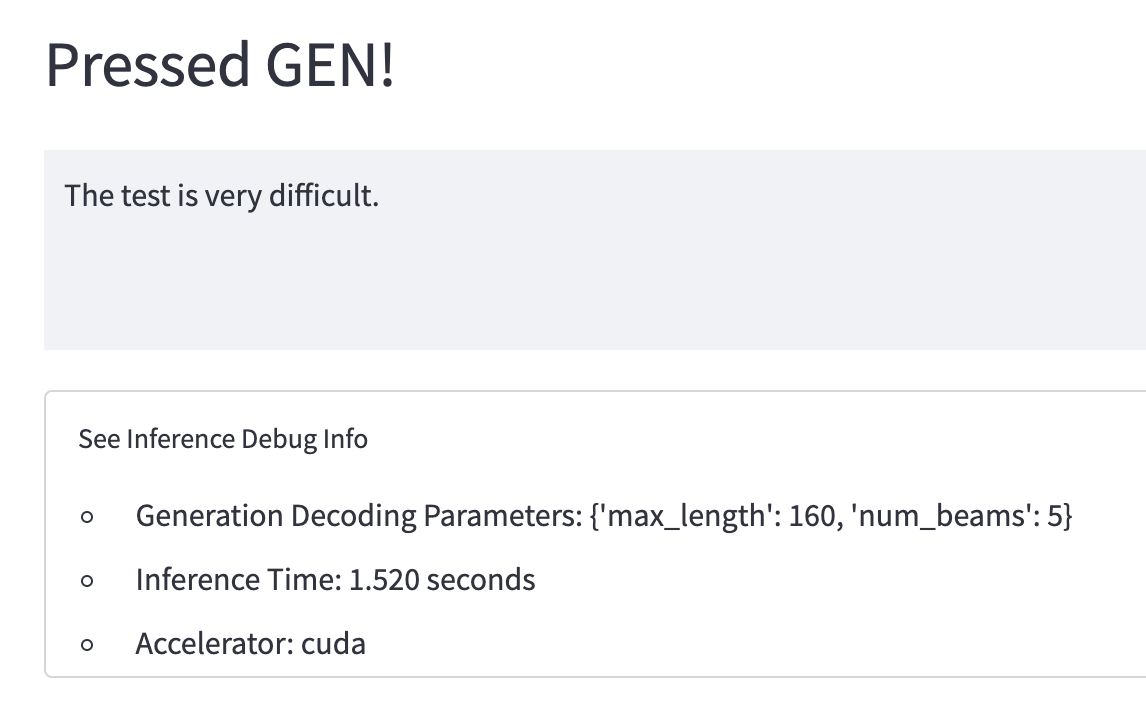 Pressed GEN!
The test is very difficult.
See Inference Debug Info
Generation Decoding Parameters: {'max_length': 160, 'num_beams': 5}
Inference Time: 1.520 seconds
Accelerator: cuda